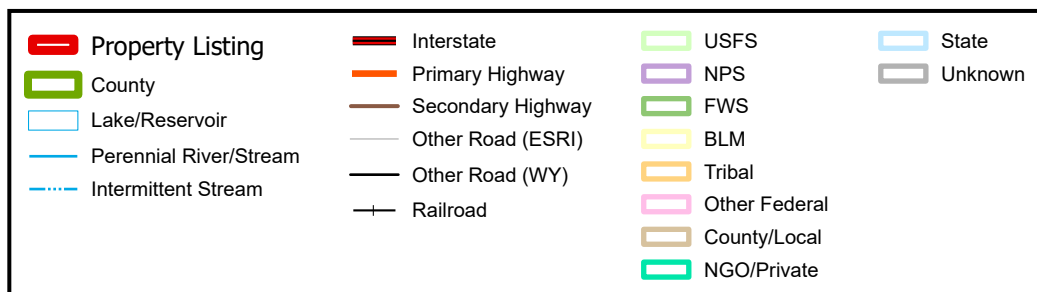 Property Listing
County
Lake/Reservoir
Perennial River/Stream
Intermittent Stream
Interstate
Primary Highway
Secondary Highway
Other Road (ESRI)
Other Road (WY)
Railroad
USFS
NPS
FWS
BLM
Tribal
Other Federal
County/Local
NGO/Private
State
Unknown